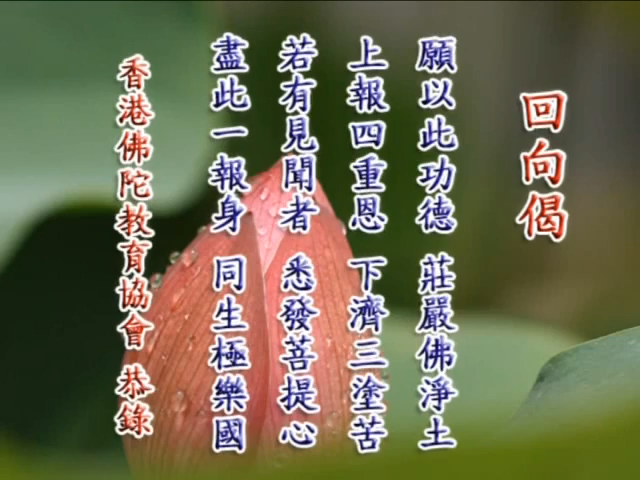 回向偈
願以此功德 莊嚴佛淨土
上報四重恩 下濟三塗苦
若有見聞者 悉發菩提心
盡此一報身 同生極樂國
香港佛陀教育協會 恭錄